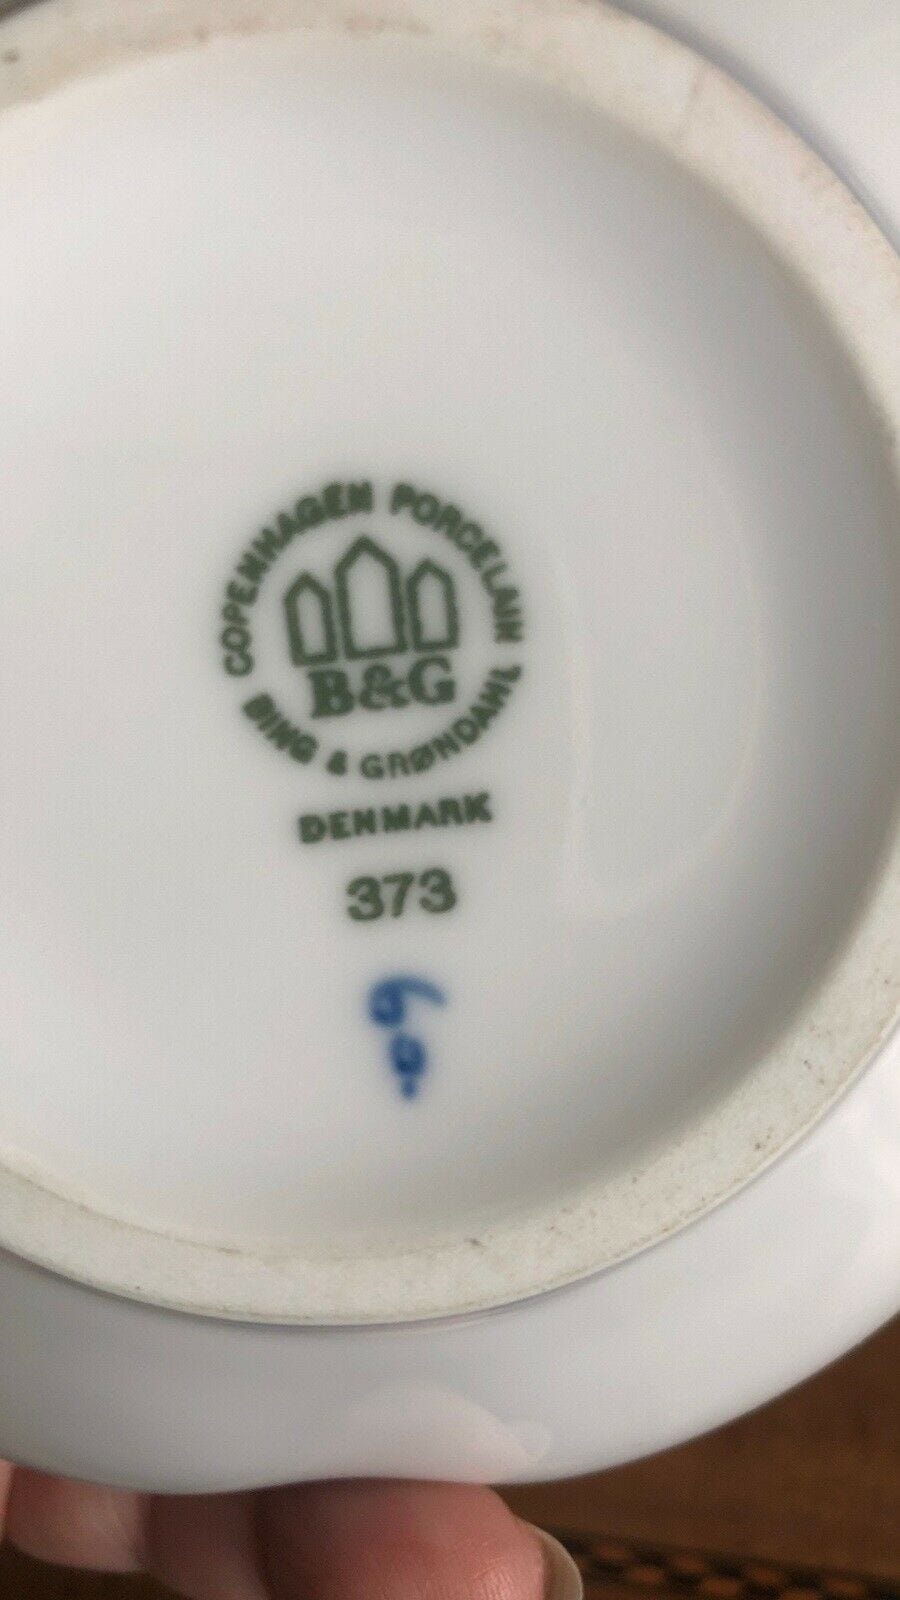 COPENHAGEN PORCELAIN
B&G
BING & GRØNDAHL
DENMARK
373